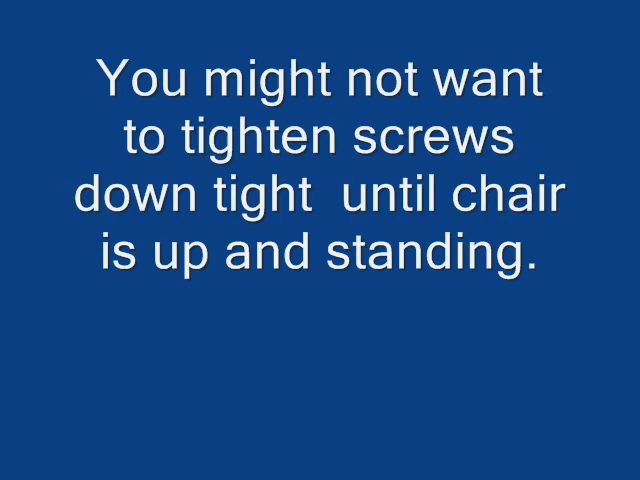 You might not want
to tighten screws
down tight  until chair
is up and standing.